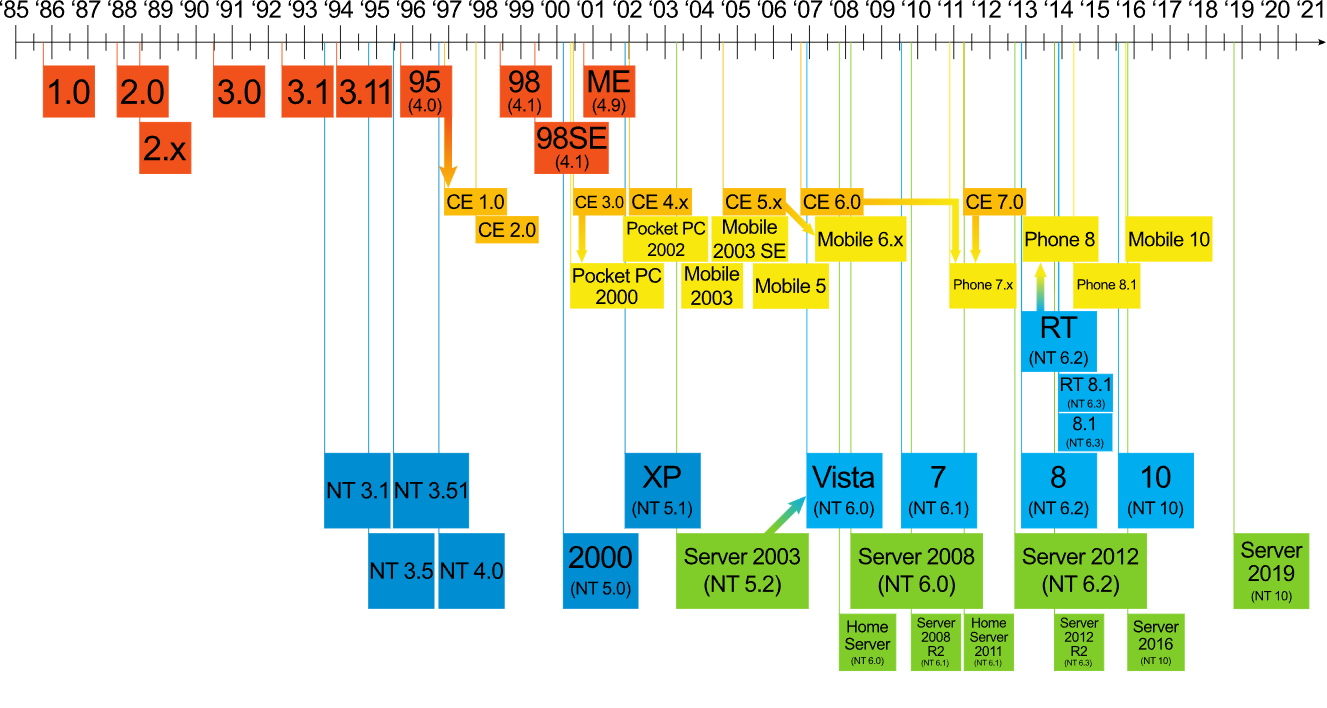 ‘85 ‘86 ‘87 ‘88 ‘89 ‘90 ‘91 ‘92 ‘93 ‘94 ‘95 ‘96 ‘97 ‘98 ‘99 ‘00 ‘01 ‘02 ‘03 ‘04 ‘05 ‘06 ‘07 ‘08 ‘09 ‘10 ‘11 ‘12 ‘13 ‘14 ‘15 ‘16 ‘17 ‘18 ‘19 ‘20 ‘21
1.0
2.0
3.0
3.1
3.11
95
(4.0)
98
(4.1)
ME
(4.9)
2.x
98SE
(4.1)
CE 1.0
CE 3.0
CE 4.x
CE 5.x
CE 6.0
CE 7.0
CE 2.0
Pocket PC
2002
Mobile
2003 SE
Mobile 6.x
Phone 8
Mobile 10
Pocket PC
2000
Mobile
2003
Mobile 5
Phone 7.x
Phone 8.1
RT
(NT 6.2)
RT 8.1
(NT 6.3)
8.1
(NT 6.3)
NT 3.1
NT 3.51
XP
(NT 5.1)
Vista
(NT 6.0)
7
(NT 6.1)
8
(NT 6.2)
10
(NT 10)
NT 3.5
NT 4.0
2000
(NT 5.0)
Server 2003
(NT 5.2)
Server 2008
(NT 6.0)
Server 2012
(NT 6.2)
Server
2019
(NT 10)
Home
Server
(NT 6.0)
Server
2008
R2
(NT 6.1)
Home
Server
2011
(NT 6.1)
Server
2012
R2
(NT 6.3)
Server
2016
(NT 10)